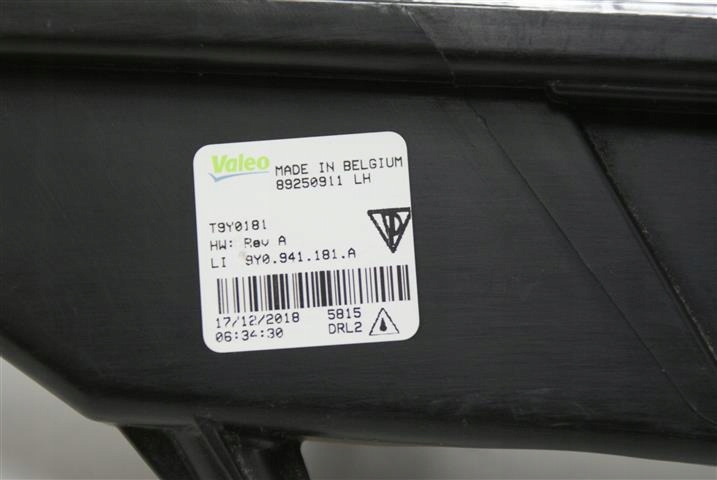 Valeo MADE IN BELGIUM
89250911 LH
T9Y0181
HW: Rev A
LI 9Y0.941.181.A
17/12/2018 5815
06:34:30 DRL2